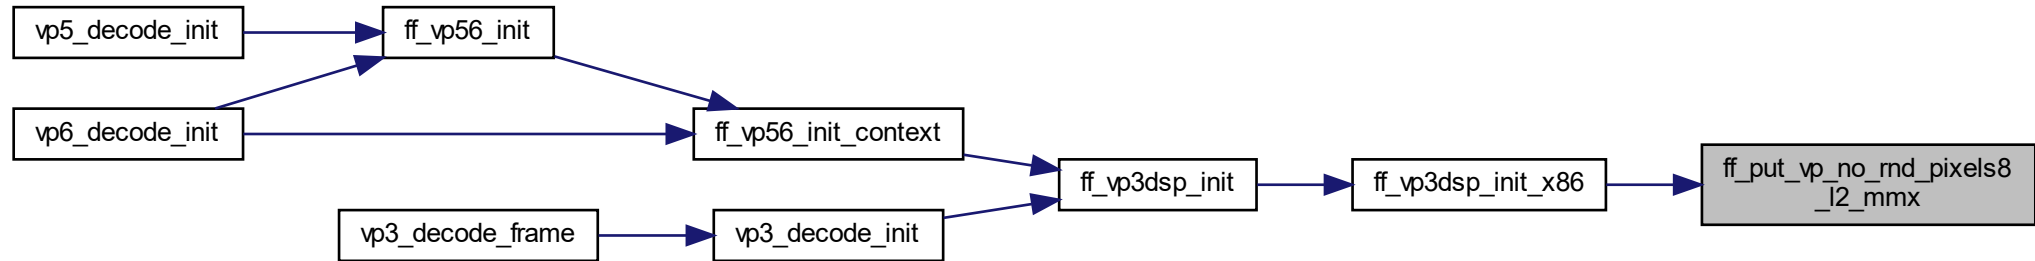 vp5_decode_init
ff_vp56_init
vp6_decode_init
ff_vp56_init_context
ff_vp3dsp_init
ff_vp3dsp_init_x86
ff_put_vp_no_rnd_pixels8
_l2_mmx
vp3_decode_frame
vp3_decode_init